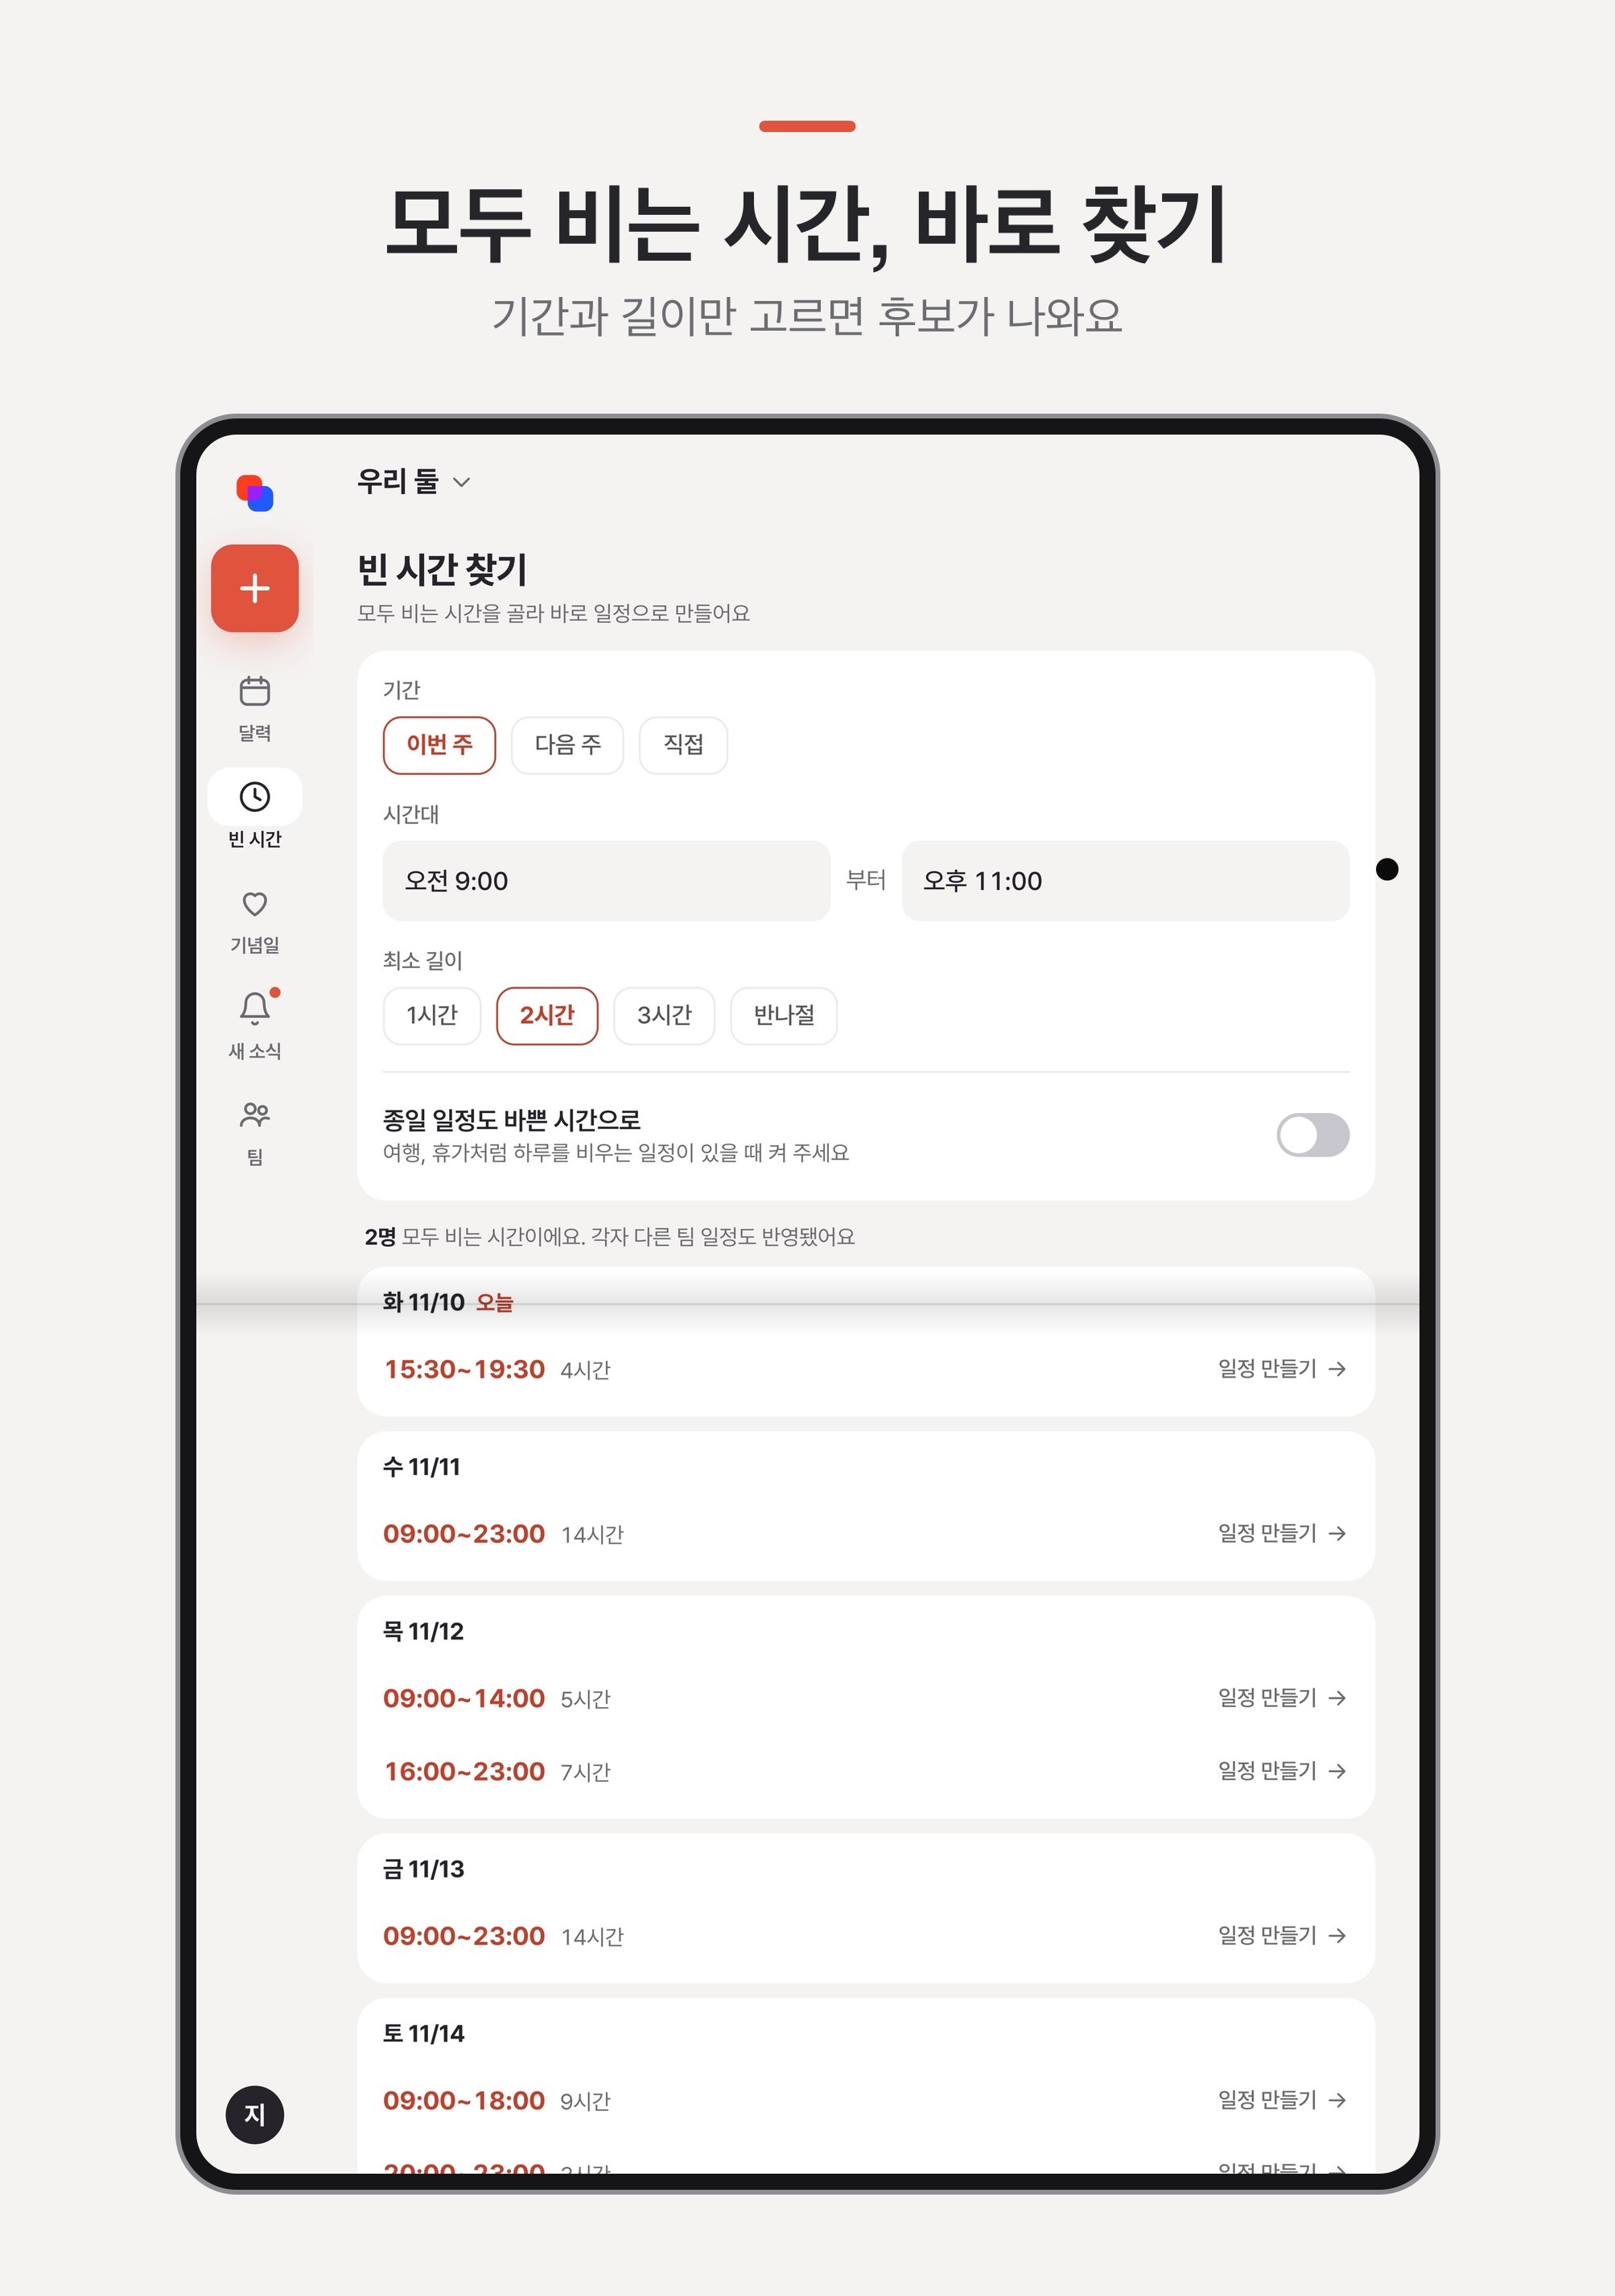 모두 비는 시간, 바로 찾기
기간과 길이만 고르면 후보가 나와요
우리 둘
빈 시간 찾기
모두 비는 시간을 골라 바로 일정으로 만들어요
달력
빈 시간
기념일
새 소식
팀
지
기간
이번 주 다음 주 직접
시간대
오전 9:00 부터 오후 11:00
최소 길이
1시간 2시간 3시간 반나절
종일 일정도 바쁜 시간으로
여행, 휴가처럼 하루를 비우는 일정이 있을 때 켜 주세요
2명 모두 비는 시간이에요. 각자 다른 팀 일정도 반영됐어요
화 11/10 오늘
15:30~19:30 4시간 일정 만들기 →
수 11/11
09:00~23:00 14시간 일정 만들기 →
목 11/12
09:00~14:00 5시간 일정 만들기 →
16:00~23:00 7시간 일정 만들기 →
금 11/13
09:00~23:00 14시간 일정 만들기 →
토 11/14
09:00~18:00 9시간 일정 만들기 →
20:00~23:00 3시간 일정 만들기 →